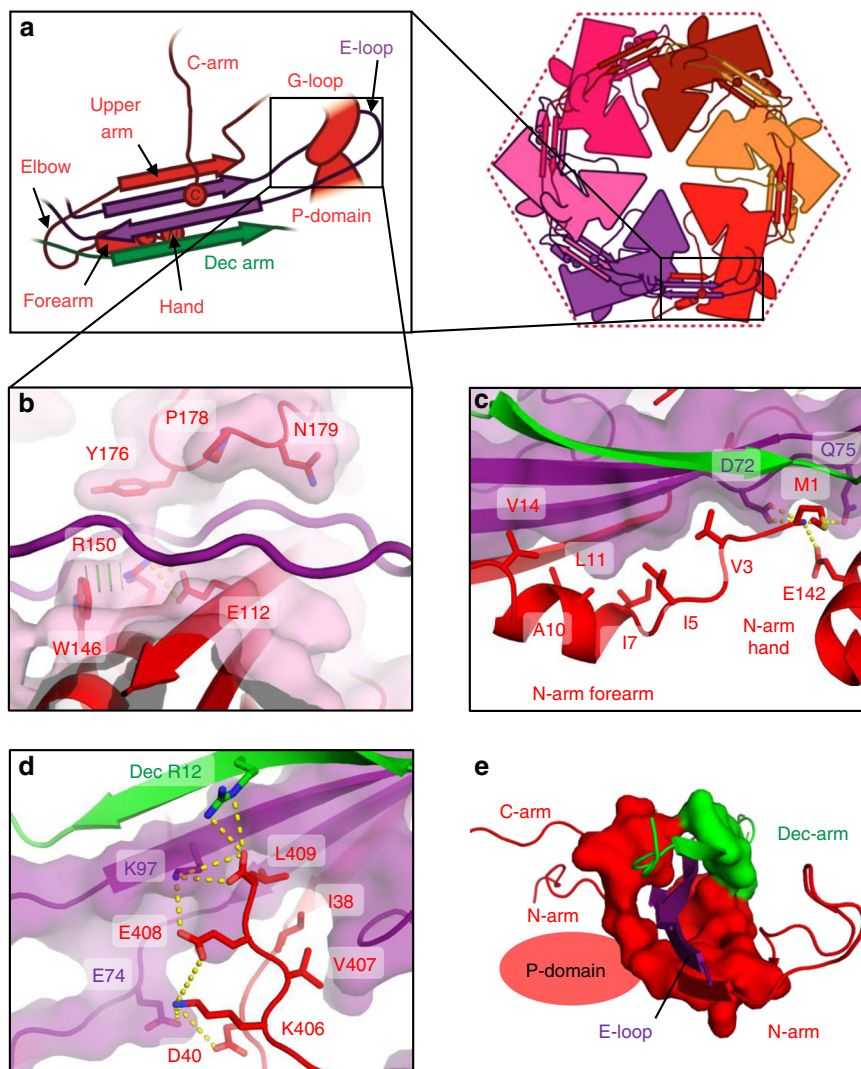 a
C-arm
E-loop
G-loop
Upper
arm
Elbow
C
P-domain
Dec arm
Forearm
Hand
b
P178
N179
Y176
R150
E112
W146
c
Q75
D72
M1
V14
L11
V3
E142
A10
I5
I7
N-arm
hand
N-arm forearm
d
Dec R12
K97
L409
I38
E408
V407
E74
K406
D40
e
C-arm
Dec-arm
N-arm
P-domain
E-loop
N-arm